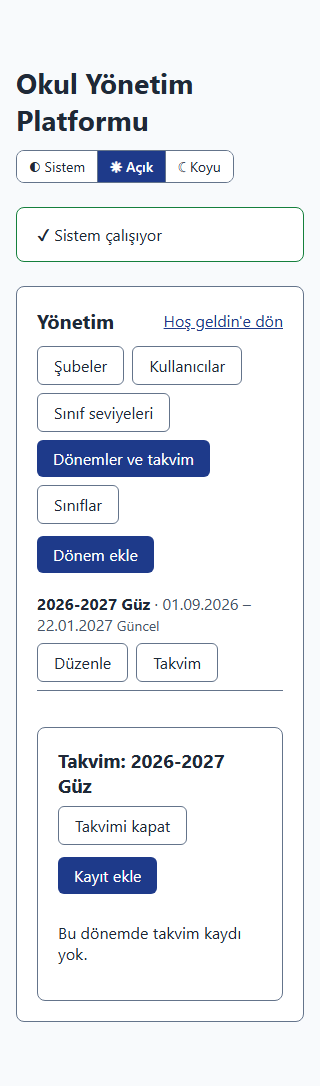 Okul Yönetim
Platformu
◐ Sistem
❋ Açık
☾ Koyu
✓ Sistem çalışıyor
Yönetim
Hoş geldin'e dön
Şubeler
Kullanıcılar
Sınıf seviyeleri
Dönemler ve takvim
Sınıflar
Dönem ekle
2026-2027 Güz · 01.09.2026 –
22.01.2027 Güncel
Düzenle
Takvim
Takvim: 2026-2027
Güz
Takvimi kapat
Kayıt ekle
Bu dönemde takvim kaydı
yok.